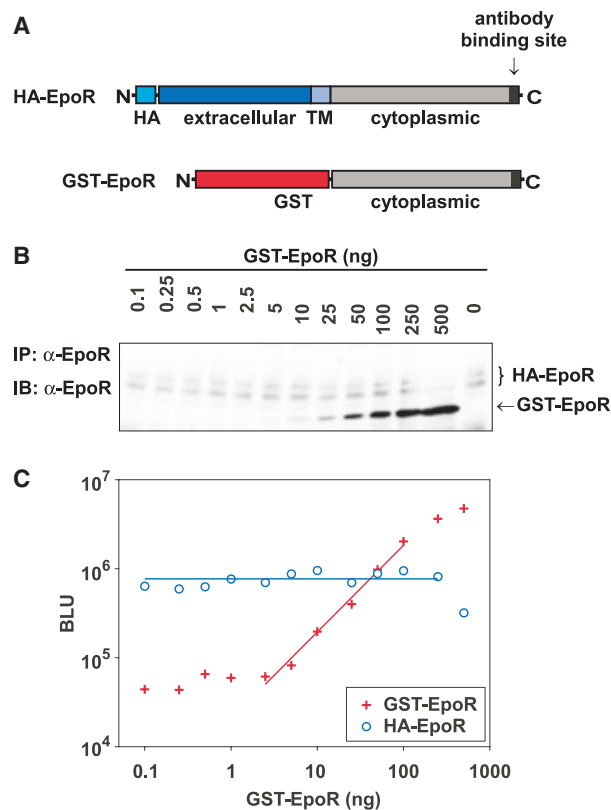 A
antibody
binding site
↓
HA-EpoR N C
HA extracellular TM cytoplasmic
GST-EpoR N C
GST cytoplasmic
B
GST-EpoR (ng)
0.1 0.25 0.5 1 2.5 5 10 25 50 100 250 500 0
IP: α-EpoR
IB: α-EpoR
} HA-EpoR
←GST-EpoR
C
10^7
10^6
10^5
10^4
BLU
+ GST-EpoR
○ HA-EpoR
0.1 1 10 100 1000
GST-EpoR (ng)